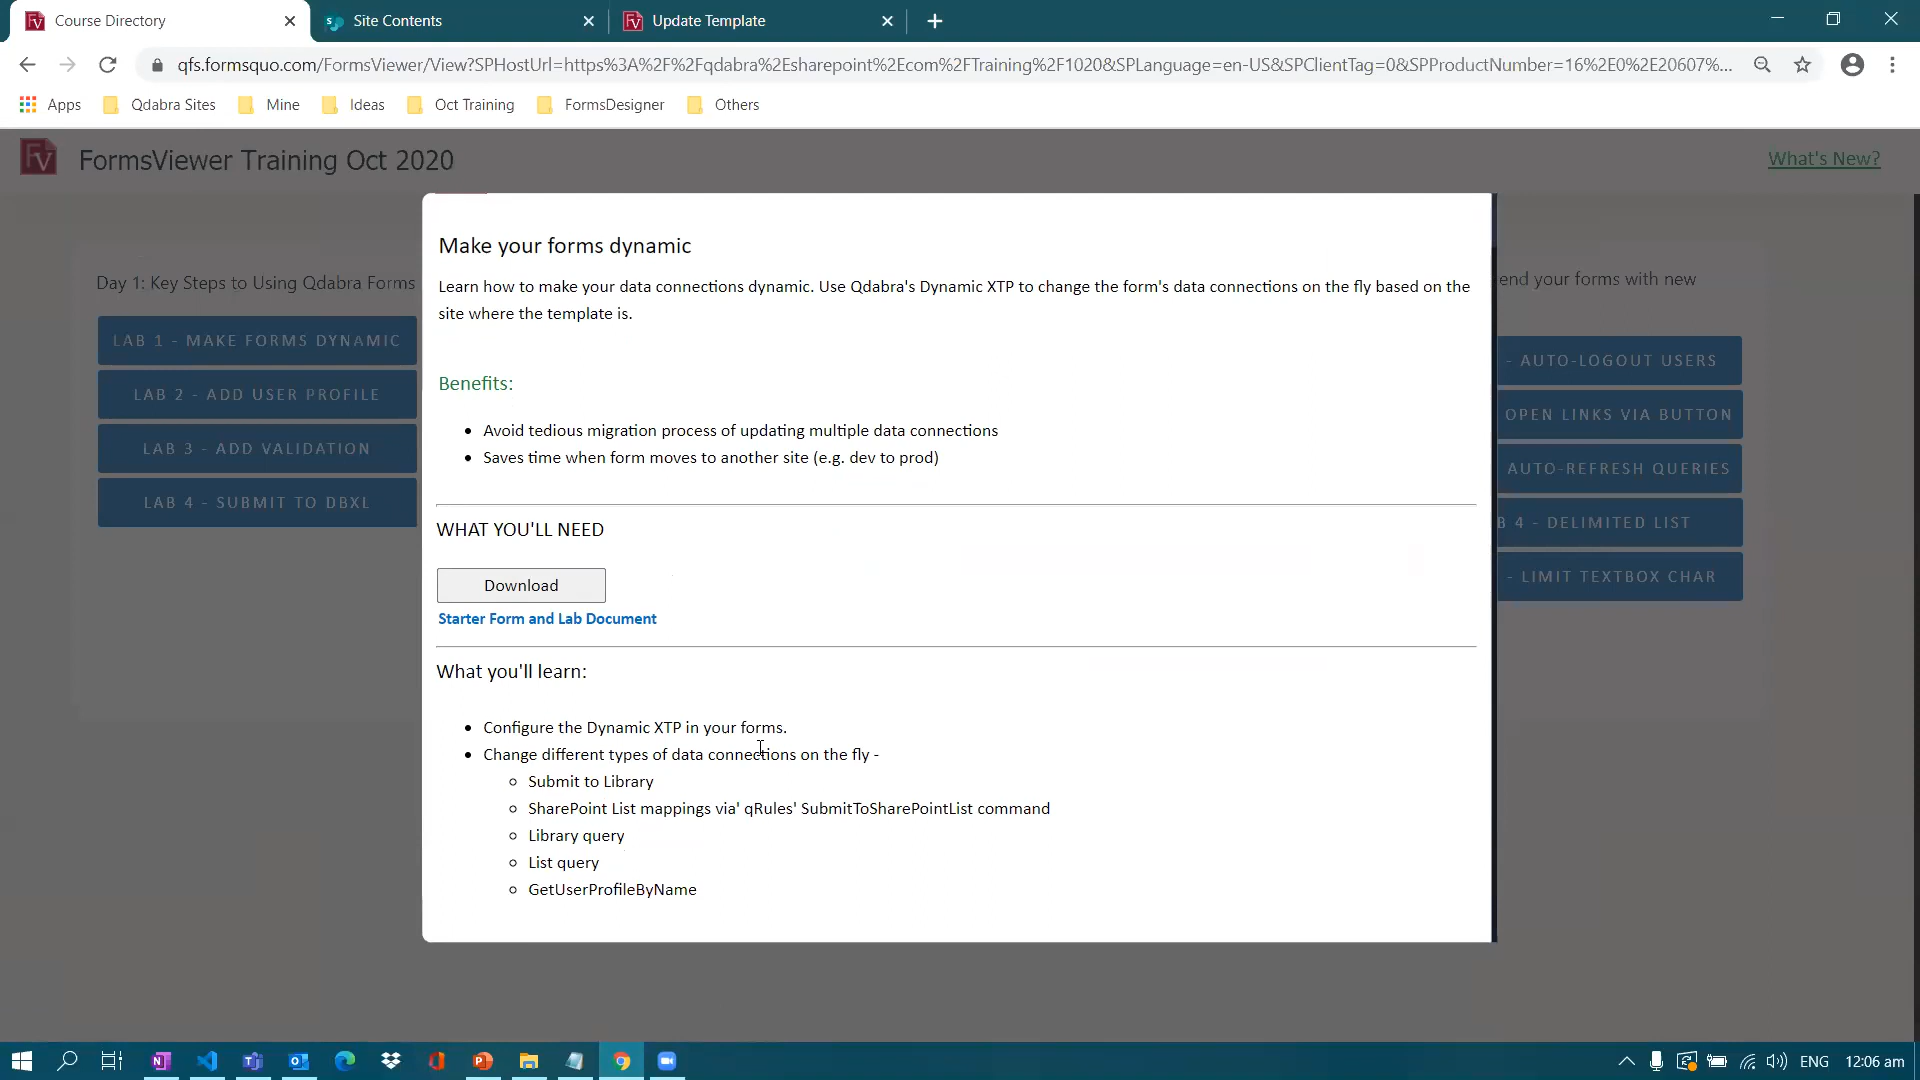 Course Directory
Site Contents
Update Template
qfs.formsquo.com/FormsViewer/View?SPHostUrl=https%3A%2F%2Fqdabra%2Esharepoint%2Ecom%2FTraining%2F1020&SPLanguage=en-US&SPClientTag=0&SPProductNumber=16%2E0%2E20607%7...
Apps
Qdabra Sites
Mine
Ideas
Oct Training
FormsDesigner
Others
FormsViewer Training Oct 2020
What's New?
Make your forms dynamic
Learn how to make your data connections dynamic. Use Qdabra's Dynamic XTP to change the form's data connections on the fly based on the
site where the template is.
Day 1: Key Steps to Using Qdabra Forms
LAB 1 - MAKE FORMS DYNAMIC
LAB 2 - ADD USER PROFILE
LAB 3 - ADD VALIDATION
LAB 4 - SUBMIT TO DBXL
Benefits:
• Avoid tedious migration process of updating multiple data connections
• Saves time when form moves to another site (e.g. dev to prod)
WHAT YOU'LL NEED
Download
Starter Form and Lab Document
What you'll learn:
• Configure the Dynamic XTP in your forms.
• Change different types of data connections on the fly -
Submit to Library
SharePoint List mappings via' qRules' SubmitToSharePointList command
Library query
List query
GetUserProfileByName
end your forms with new
- AUTO-LOGOUT USERS
OPEN LINKS VIA BUTTON
AUTO-REFRESH QUERIES
B 4 - DELIMITED LIST
- LIMIT TEXTBOX CHAR
ENG
12:06 am